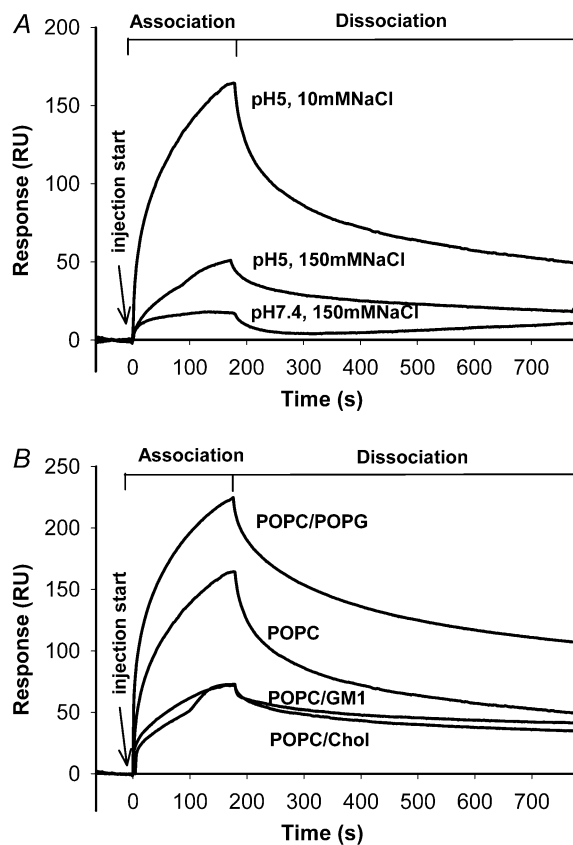 A
Association Dissociation
200
150
100
50
0
Response (RU)
injection start
pH5, 10mMNaCl
pH5, 150mMNaCl
pH7.4, 150mMNaCl
0 100 200 300 400 500 600 700
Time (s)
B
Association Dissociation
250
200
150
100
50
0
Response (RU)
injection start
POPC/POPG
POPC
POPC/GM1
POPC/Chol
0 100 200 300 400 500 600 700
Time (s)